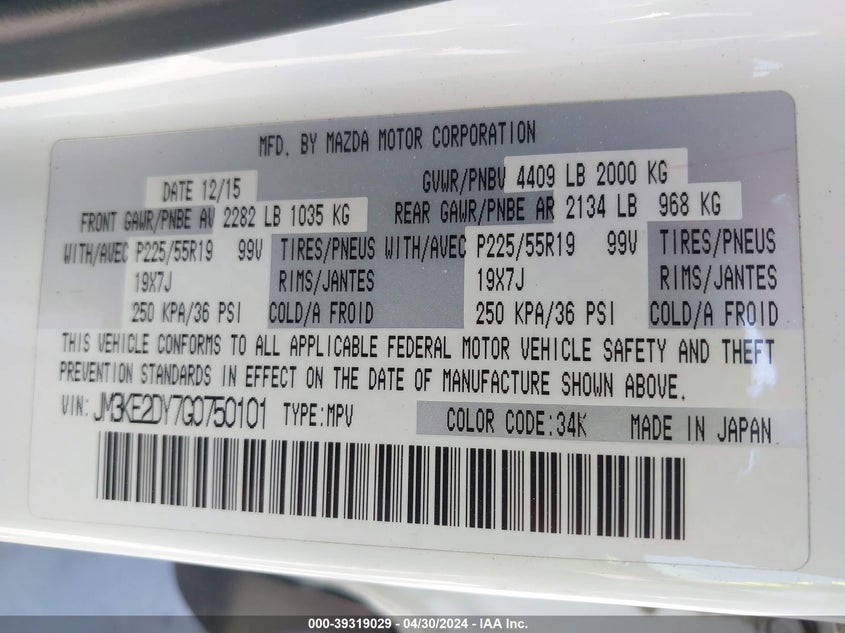 MFD. BY MAZDA MOTOR CORPORATION
DATE 12/15 GVWR/PNBV 4409 LB 2000 KG
FRONT GAWR/PNBE AV 2282 LB 1035 KG REAR GAWR/PNBE AR 2134 LB 968 KG
WITH/AVEC P225/55R19 99V TIRES/PNEUS WITH/AVEC P225/55R19 99V TIRES/PNEUS
19X7J RIMS/JANTES 19X7J RIMS/JANTES
250 KPA/36 PSI COLD/A FROID 250 KPA/36 PSI COLD/A FROID
THIS VEHICLE CONFORMS TO ALL APPLICABLE FEDERAL MOTOR VEHICLE SAFETY AND THEFT
PREVENTION STANDARDS IN EFFECT ON THE DATE OF MANUFACTURE SHOWN ABOVE.
VIN: JM3KE2DY7G0750101 TYPE:MPV COLOR CODE:34K MADE IN JAPAN
000-39319029 - 04/30/2024 - IAA Inc.